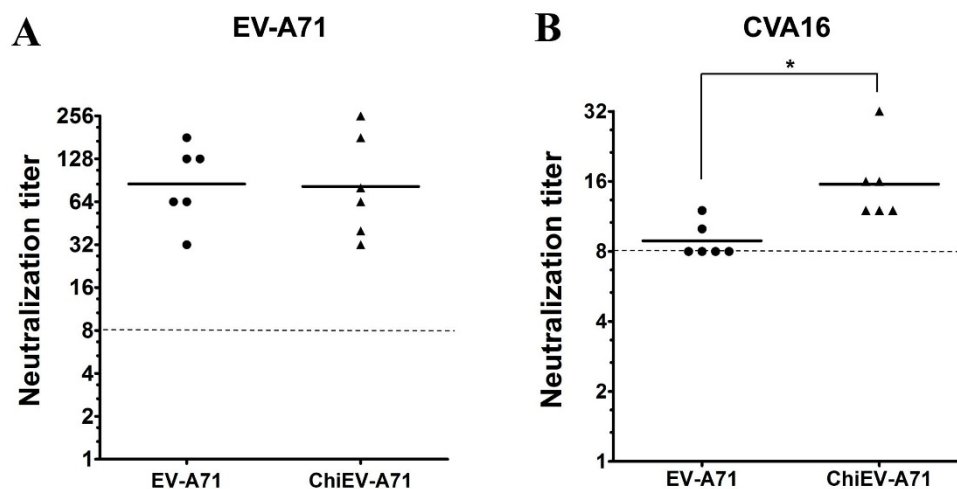 A
EV-A71
Neutralization titer
256
128
64
32
16
8
4
2
1
EV-A71 ChiEV-A71
B
CVA16
*
Neutralization titer
32
16
8
4
2
1
EV-A71 ChiEV-A71